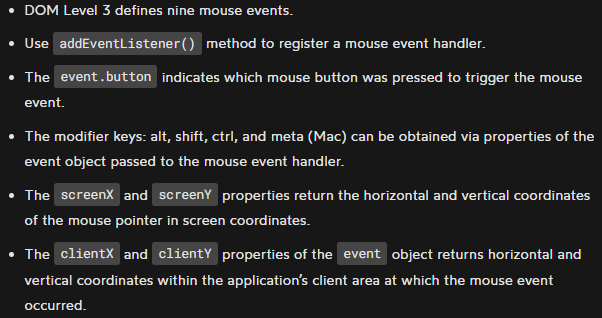 • DOM Level 3 defines nine mouse events.
• Use addEventListener() method to register a mouse event handler.
• The event.button indicates which mouse button was pressed to trigger the mouse
event.
• The modifier keys: alt, shift, ctrl, and meta (Mac) can be obtained via properties of the
event object passed to the mouse event handler.
• The screenX and screenY properties return the horizontal and vertical coordinates
of the mouse pointer in screen coordinates.
• The clientX and clientY properties of the event object returns horizontal and
vertical coordinates within the application’s client area at which the mouse event
occurred.